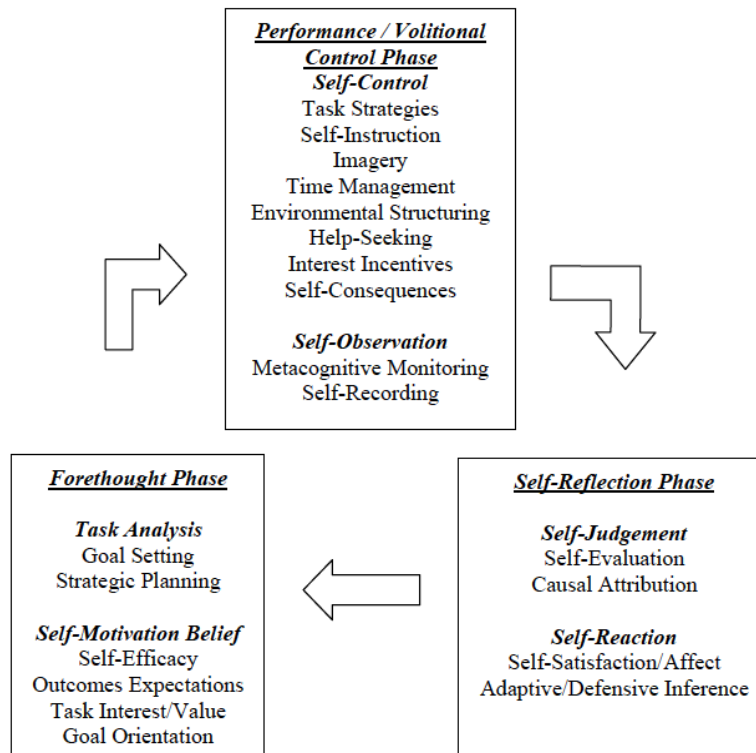 Performance / Volitional
Control Phase
Self-Control
Task Strategies
Self-Instruction
Imagery
Time Management
Environmental Structuring
Help-Seeking
Interest Incentives
Self-Consequences
Self-Observation
Metacognitive Monitoring
Self-Recording
Forethought Phase
Task Analysis
Goal Setting
Strategic Planning
Self-Motivation Belief
Self-Efficacy
Outcomes Expectations
Task Interest/Value
Goal Orientation
Self-Reflection Phase
Self-Judgement
Self-Evaluation
Causal Attribution
Self-Reaction
Self-Satisfaction/Affect
Adaptive/Defensive Inference